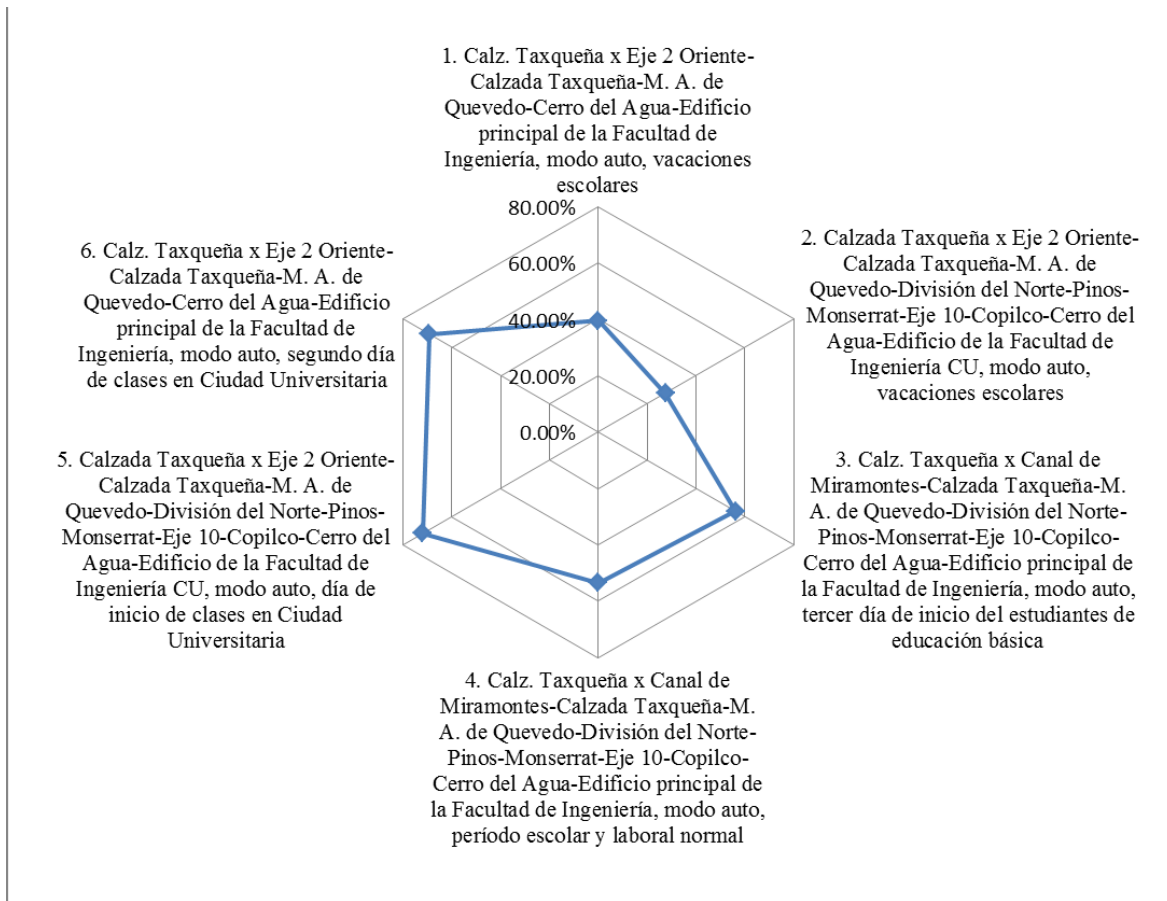 1. Calz. Taxqueña x Eje 2 Oriente-
Calzada Taxqueña-M. A. de
Quevedo-Cerro del Agua-Edificio
principal de la Facultad de
Ingeniería, modo auto, vacaciones
escolares
80.00%
60.00%
40.00%
20.00%
0.00%
2. Calzada Taxqueña x Eje 2 Oriente-
Calzada Taxqueña-M. A. de
Quevedo-División del Norte-Pinos-
Monserrat-Eje 10-Copilco-Cerro del
Agua-Edificio de la Facultad de
Ingeniería CU, modo auto,
vacaciones escolares
3. Calz. Taxqueña x Canal de
Miramontes-Calzada Taxqueña-M.
A. de Quevedo-División del Norte-
Pinos-Monserrat-Eje 10-Copilco-
Cerro del Agua-Edificio principal de
la Facultad de Ingeniería, modo auto,
tercer día de inicio del estudiantes de
educación básica
4. Calz. Taxqueña x Canal de
Miramontes-Calzada Taxqueña-M.
A. de Quevedo-División del Norte-
Pinos-Monserrat-Eje 10-Copilco-
Cerro del Agua-Edificio principal de
la Facultad de Ingeniería, modo auto,
período escolar y laboral normal
5. Calzada Taxqueña x Eje 2 Oriente-
Calzada Taxqueña-M. A. de
Quevedo-División del Norte-Pinos-
Monserrat-Eje 10-Copilco-Cerro del
Agua-Edificio de la Facultad de
Ingeniería CU, modo auto, día de
inicio de clases en Ciudad
Universitaria
6. Calz. Taxqueña x Eje 2 Oriente-
Calzada Taxqueña-M. A. de
Quevedo-Cerro del Agua-Edificio
principal de la Facultad de
Ingeniería, modo auto, segundo día
de clases en Ciudad Universitaria